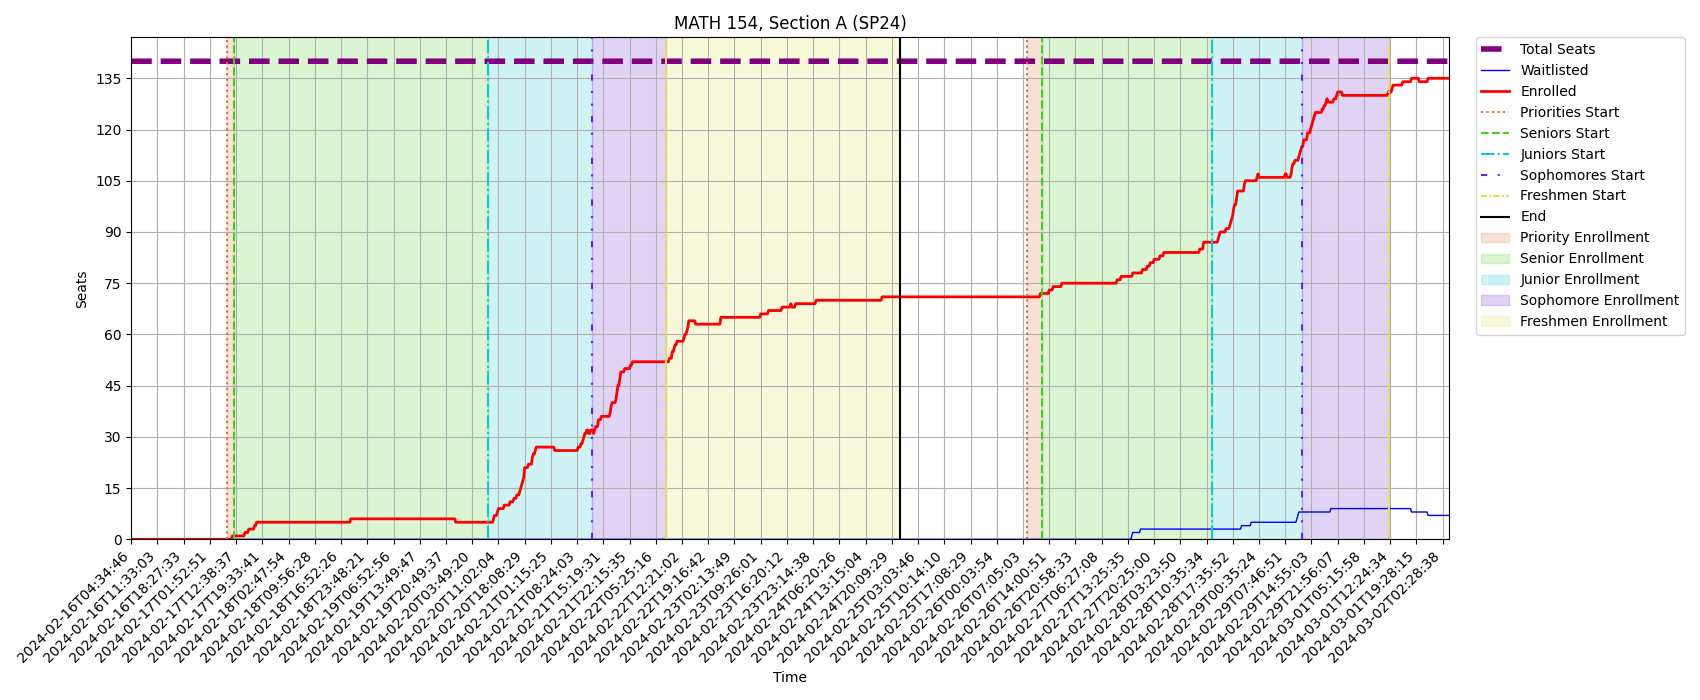 MATH 154, Section A (SP24)
135
120
105
90
75
60
45
30
15
0
Seats
2024-02-16T04:34:46
2024-02-16T11:33:03
2024-02-16T18:27:33
2024-02-17T01:52:51
2024-02-17T12:38:37
2024-02-17T19:33:41
2024-02-18T02:47:54
2024-02-18T09:56:28
2024-02-18T16:52:26
2024-02-18T23:48:21
2024-02-19T06:52:56
2024-02-19T13:49:47
2024-02-19T20:49:37
2024-02-20T03:49:20
2024-02-20T11:02:04
2024-02-20T18:08:29
2024-02-21T01:15:25
2024-02-21T08:24:03
2024-02-21T15:19:31
2024-02-21T22:15:35
2024-02-22T05:25:16
2024-02-22T12:21:02
2024-02-22T19:16:42
2024-02-23T02:13:49
2024-02-23T09:26:01
2024-02-23T16:20:12
2024-02-23T23:14:38
2024-02-24T06:20:26
2024-02-24T13:15:04
2024-02-24T20:09:29
2024-02-25T03:03:46
2024-02-25T10:14:10
2024-02-25T17:08:29
2024-02-26T00:03:54
2024-02-26T07:05:03
2024-02-26T14:00:51
2024-02-26T20:58:33
2024-02-27T06:27:08
2024-02-27T13:25:35
2024-02-27T20:25:00
2024-02-28T03:23:50
2024-02-28T10:35:34
2024-02-28T17:35:52
2024-02-29T00:35:24
2024-02-29T07:46:51
2024-02-29T14:55:03
2024-02-29T21:56:07
2024-03-01T05:15:58
2024-03-01T12:24:34
2024-03-01T19:28:15
2024-03-02T02:28:38
Time
Total Seats
Waitlisted
Enrolled
Priorities Start
Seniors Start
Juniors Start
Sophomores Start
Freshmen Start
End
Priority Enrollment
Senior Enrollment
Junior Enrollment
Sophomore Enrollment
Freshmen Enrollment